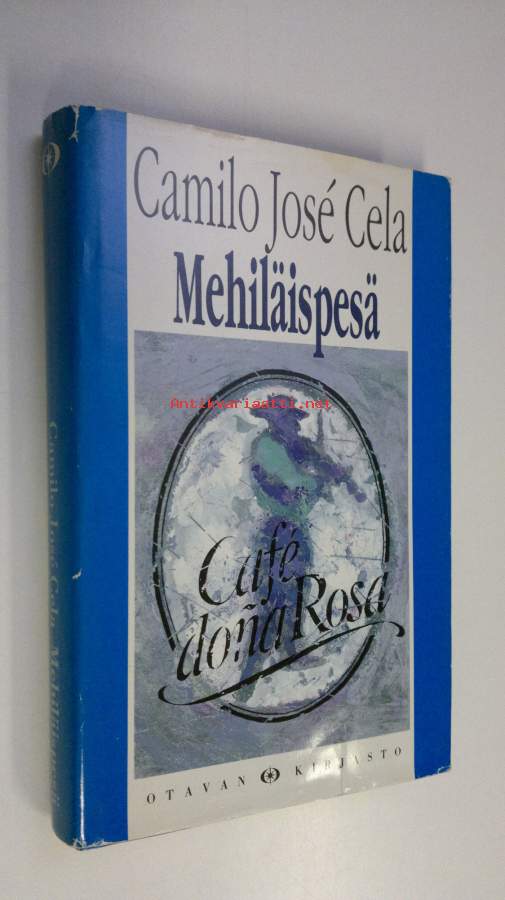 Camilo José Cela
Mehiläispesä
Antikvariaatti.net
Café
doña Rosa
OTAVAN KIRJASTO
Camilo José Cela Mehiläispesä